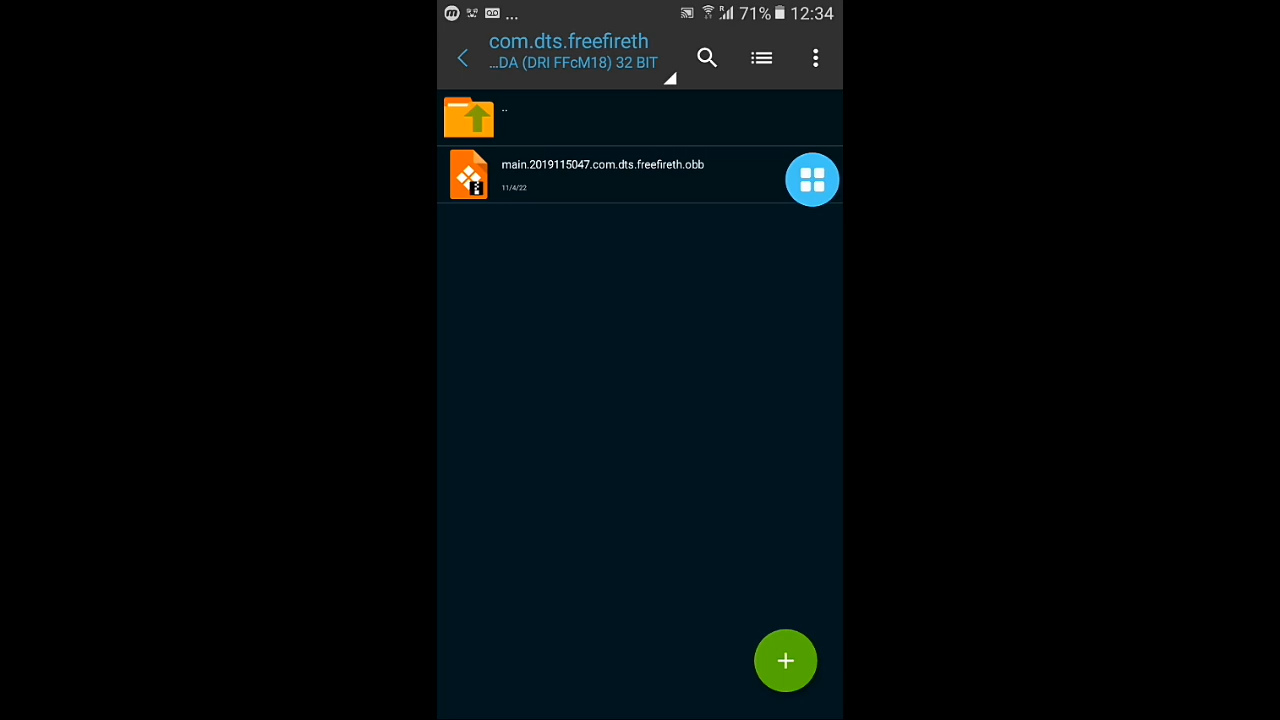 ... 71% 12:34
com.dts.freefireth
...DA (DRI FFcM18) 32 BIT
..
main.2019115047.com.dts.freefireth.obb
11/4/22